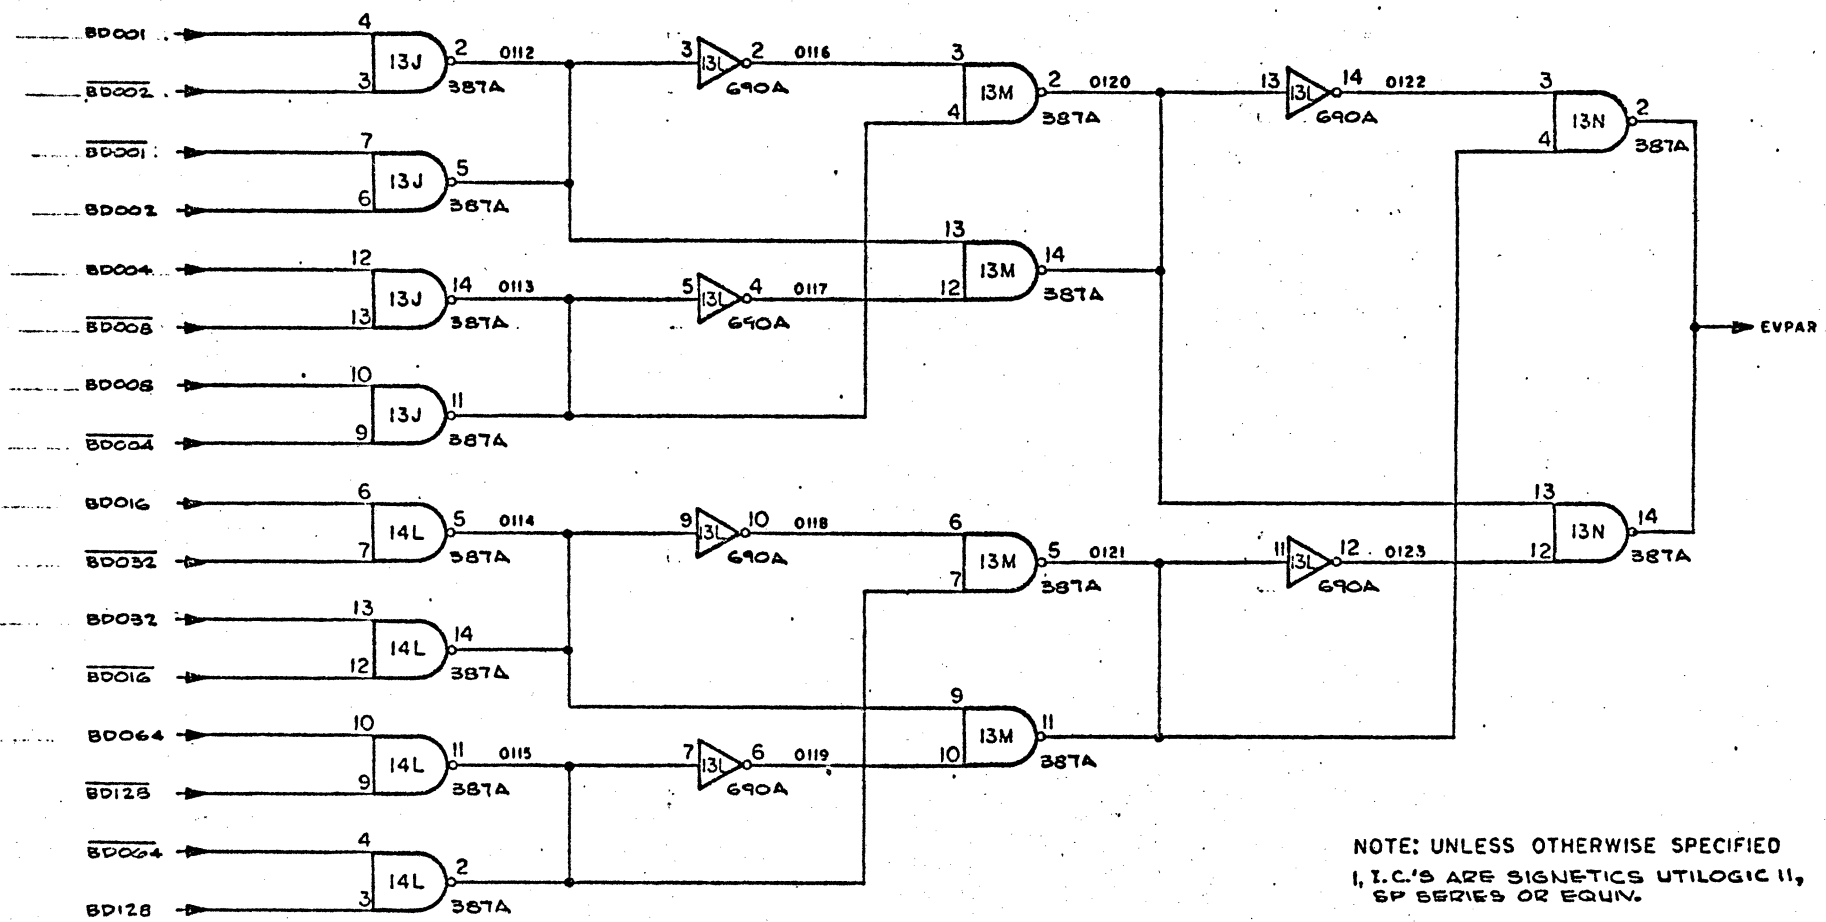 4
BD001
13J
2
0112
3
387A
BD002
3
13L
2
0116
690A
3
13M
2
0120
4
387A
13
13L
14
0122
690A
3
13N
2
4
387A
BD001
7
13J
5
6
387A
BD002
BD004
12
13J
14
0113
13
387A
BD008
5
13L
4
0117
690A
13
13M
14
12
387A
EVPAR
BD008
10
13J
11
9
387A
BD004
BD016
6
14L
5
0114
7
387A
BD032
9
13L
10
0118
690A
6
13M
5
0121
7
387A
11
13L
12
0123
690A
13
13N
14
12
387A
BD032
13
14L
14
12
387A
BD016
BD064
10
14L
11
0115
9
387A
BD128
7
13L
6
0119
690A
9
13M
11
10
387A
BD064
4
14L
2
3
387A
BD128
NOTE: UNLESS OTHERWISE SPECIFIED
1, I.C.'S ARE SIGNETICS UTILOGIC II,
SP SERIES OR EQUIV.